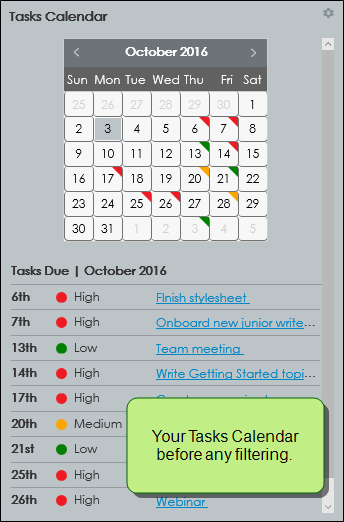 Tasks Calendar
October 2016
Sun Mon Tue Wed Thu Fri Sat
25 26 27 28 29 30 1
2 3 4 5 6 7 8
9 10 11 12 13 14 15
16 17 18 19 20 21 22
23 24 25 26 27 28 29
30 31 1 2 3 4 5
Tasks Due | October 2016
6th High FInish stylesheet
7th High Onboard new junior write...
13th Low Team meeting
14th High Write Getting Started topi...
17th High
20th Medium
21st Low
25th High
26th High Webinar
Your Tasks Calendar
before any filtering.